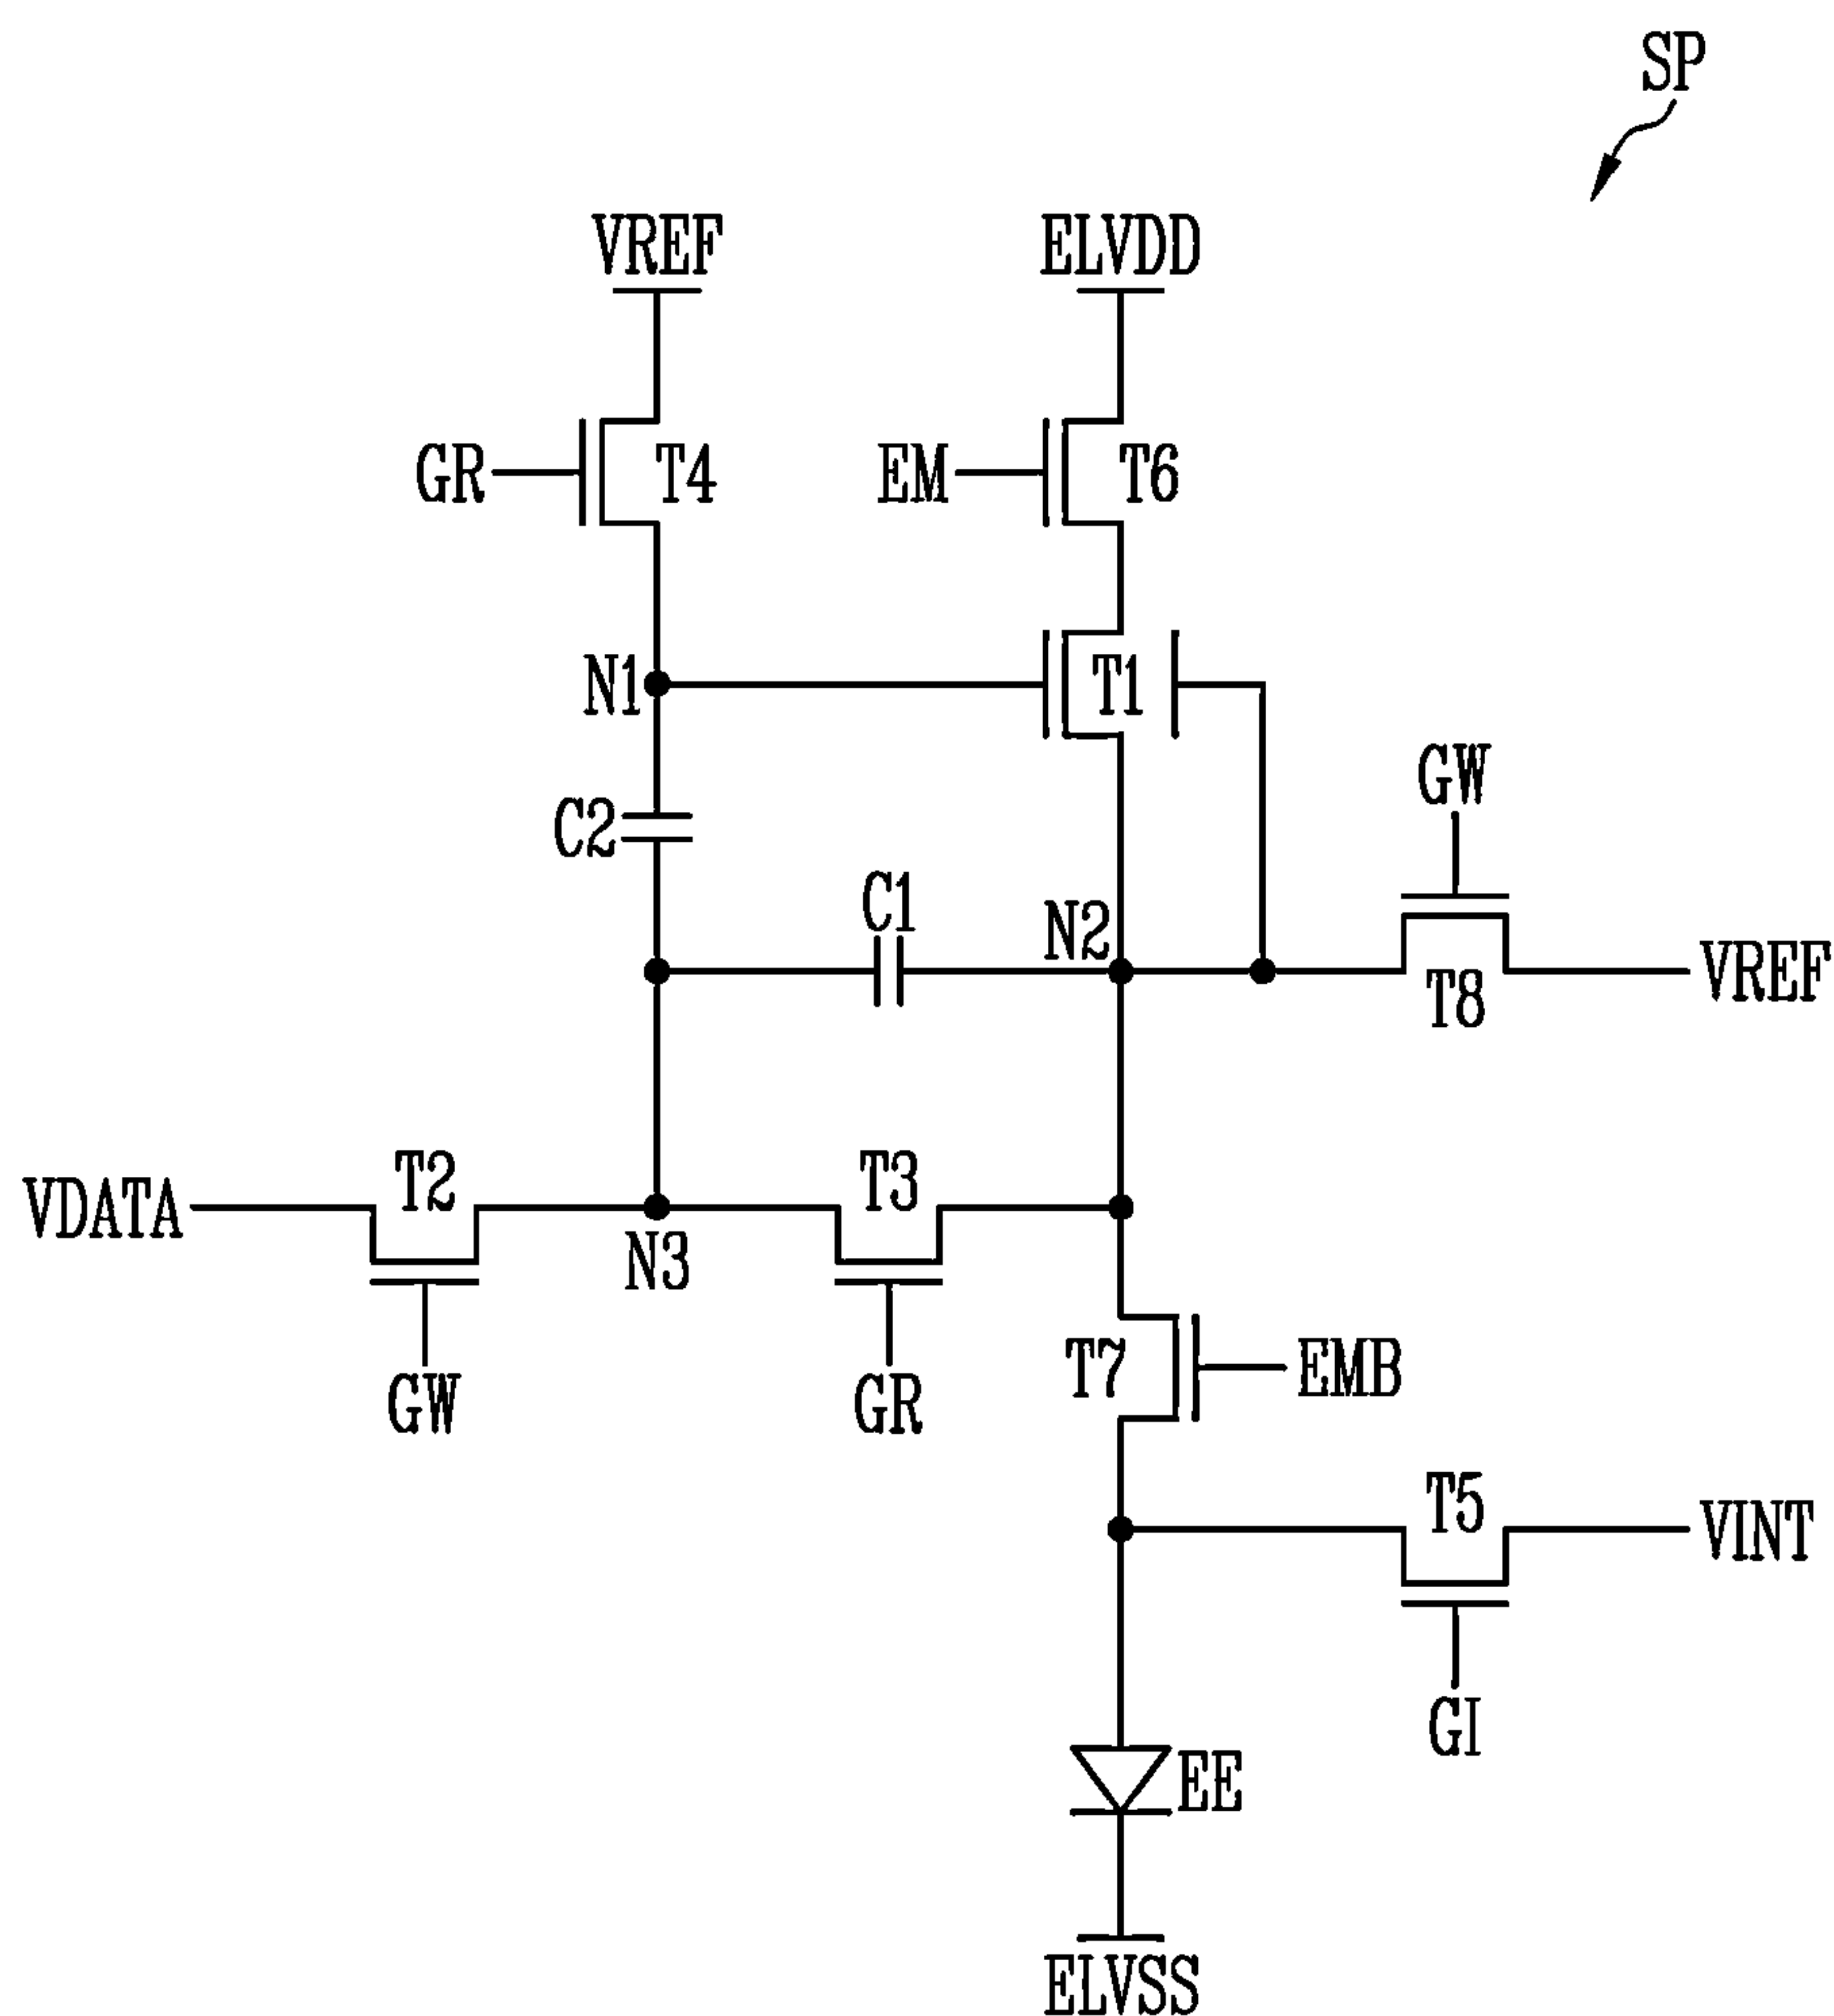 SP
VREF
ELVDD
GR
T4
EM
T6
N1
T1
GW
C2
C1
N2
VREF
T8
T2
T3
VDATA
N3
T7
EMB
GW
GR
T5
VINT
GI
EE
ELVSS